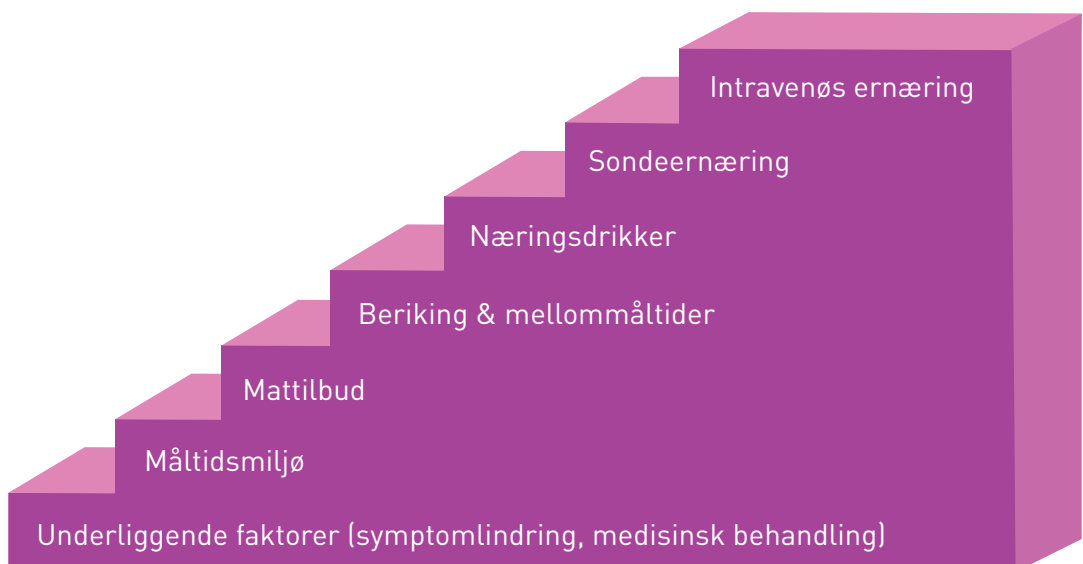 Intravenøs ernæring
Sondeernæring
Næringsdrikker
Beriking & mellommåltider
Mattilbud
Måltidsmiljø
Underliggende faktorer (symptomlindring, medisinsk behandling)